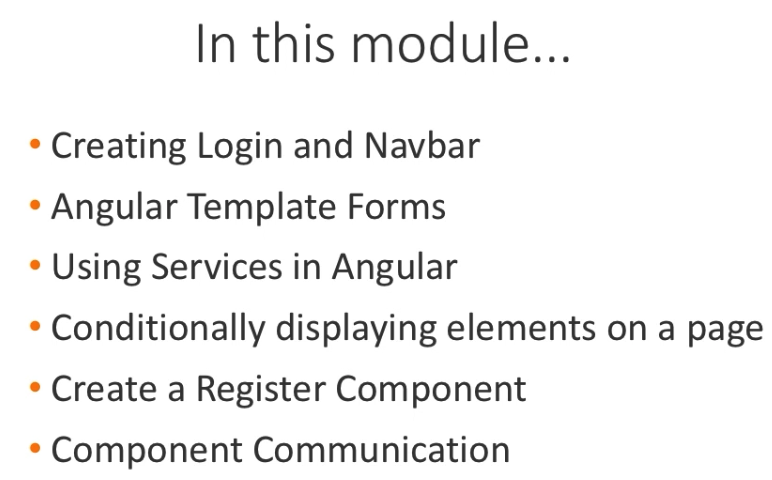 In this module...
• Creating Login and Navbar
• Angular Template Forms
• Using Services in Angular
• Conditionally displaying elements on a page
• Create a Register Component
• Component Communication